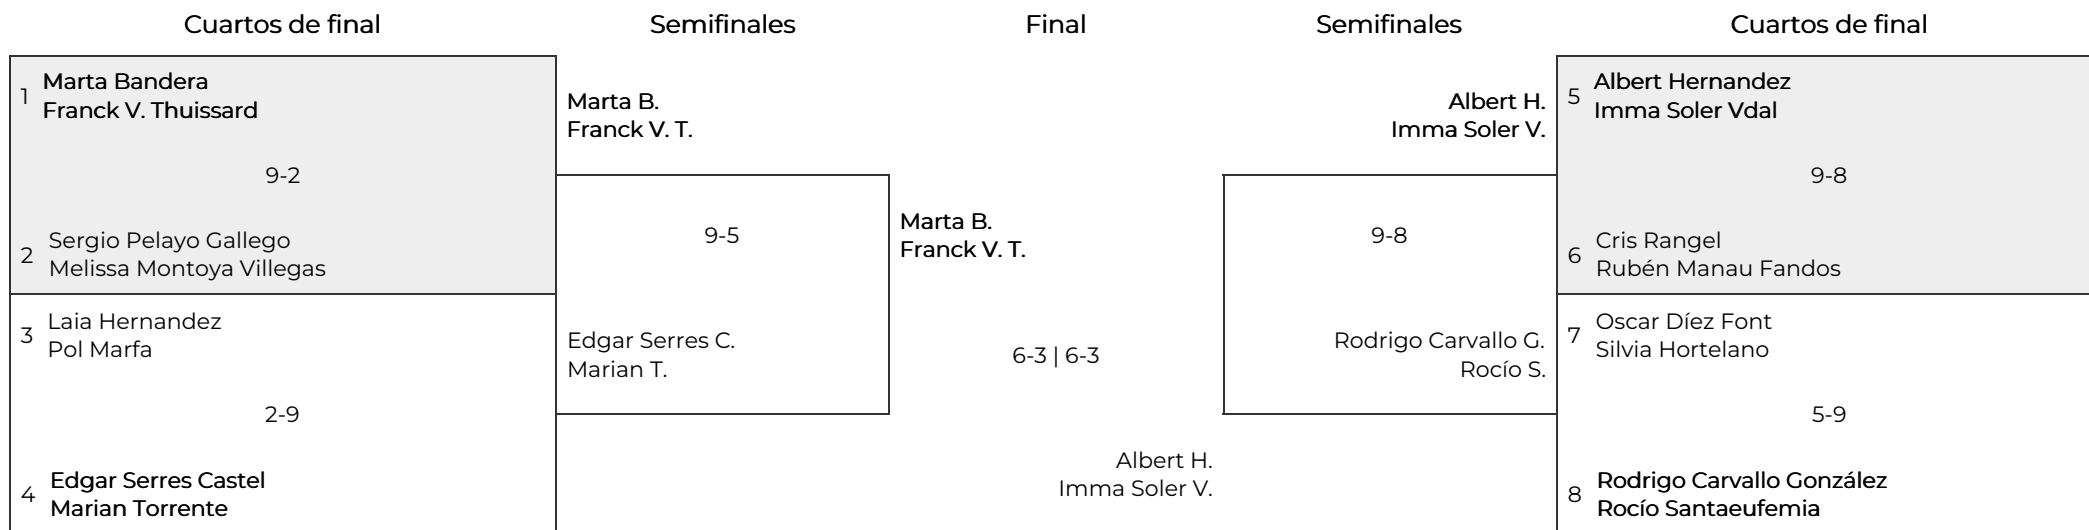 Cuartos de final
Semifinales
Final
Semifinales
Cuartos de final
1
Marta Bandera
Franck V. Thuissard
9-2
2
Sergio Pelayo Gallego
Melissa Montoya Villegas
3
Laia Hernandez
Pol Marfa
2-9
4
Edgar Serres Castel
Marian Torrente
Marta B.
Franck V. T.
9-5
Edgar Serres C.
Marian T.
Marta B.
Franck V. T.
6-3 | 6-3
Albert H.
Imma Soler V.
Albert H.
Imma Soler V.
9-8
Rodrigo Carvallo G.
Rocío S.
5
Albert Hernandez
Imma Soler Vdal
9-8
6
Cris Rangel
Rubén Manau Fandos
7
Oscar Díez Font
Silvia Hortelano
5-9
8
Rodrigo Carvallo González
Rocío Santaeufemia